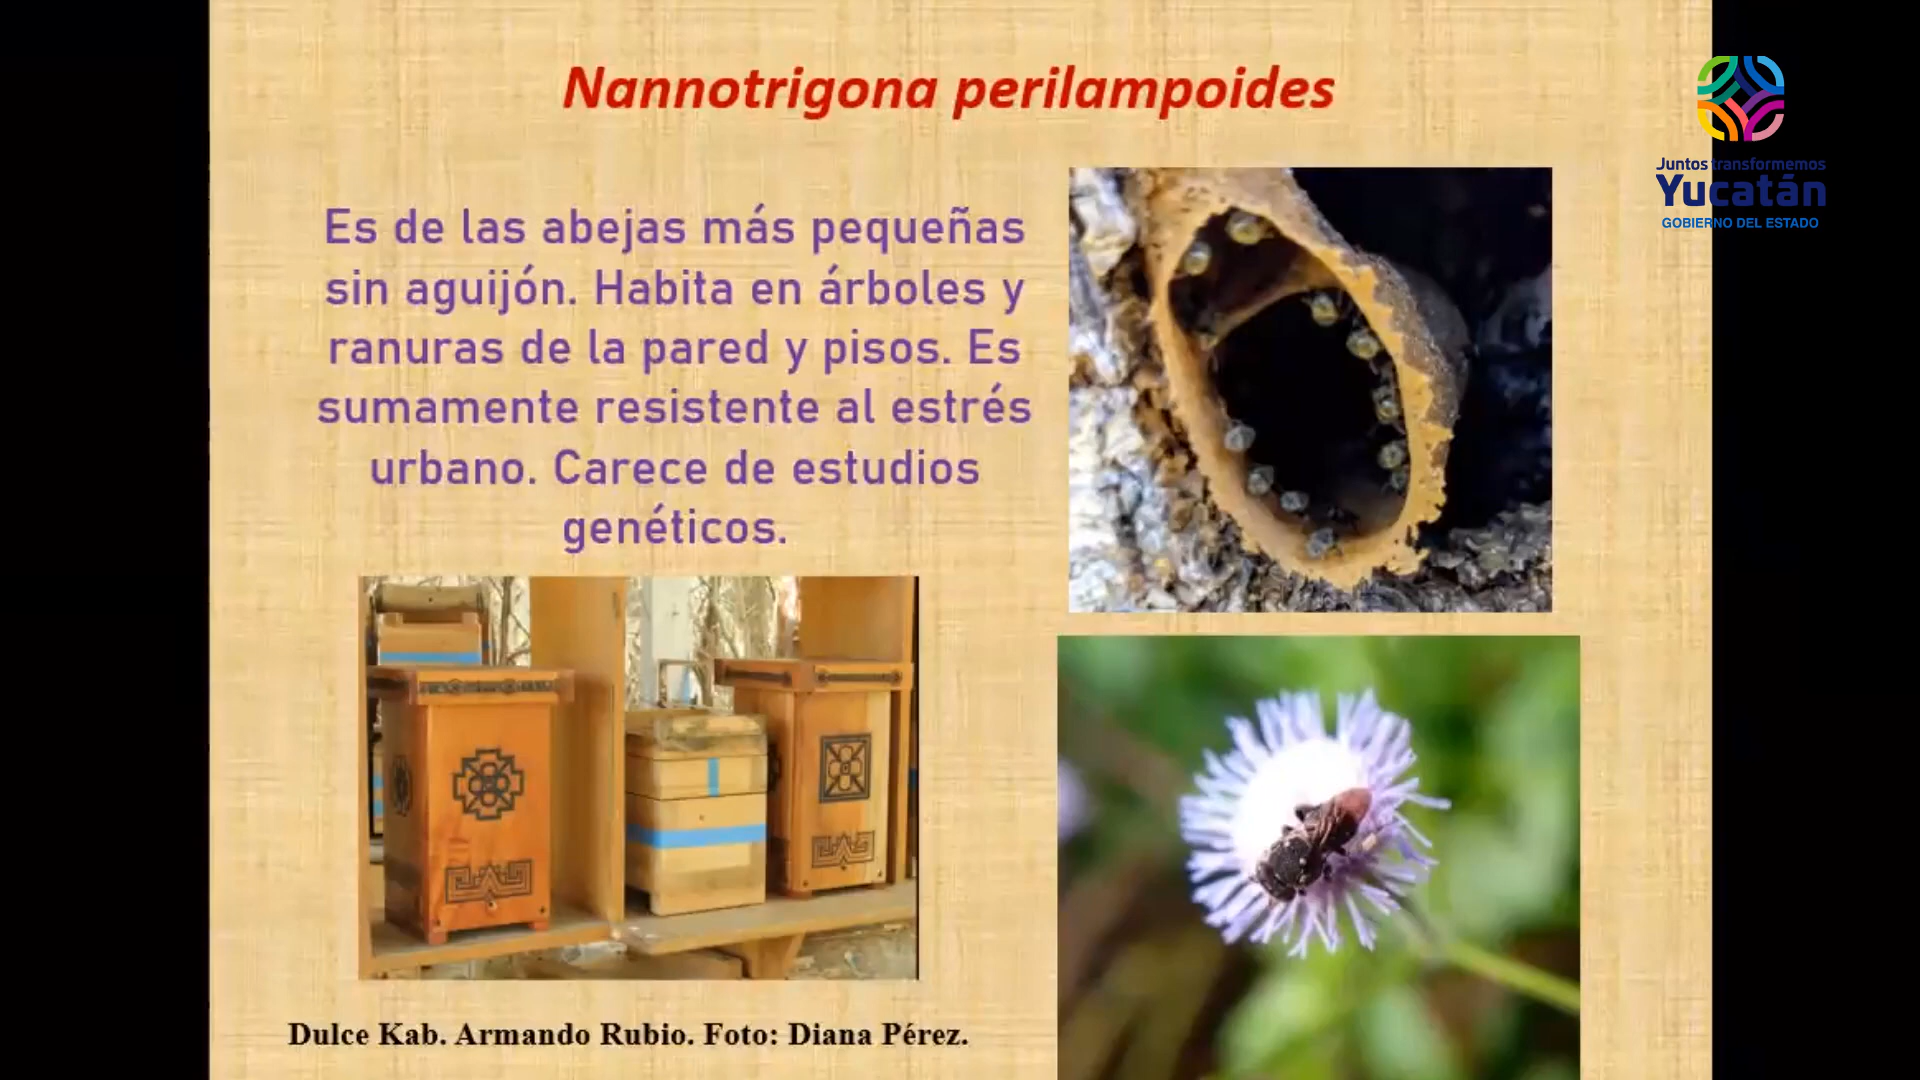 Nannotrigona perilampoides
Es de las abejas más pequeñas
sin aguijón. Habita en árboles y
ranuras de la pared y pisos. Es
sumamente resistente al estrés
urbano. Carece de estudios
genéticos.
Dulce Kab. Armando Rubio. Foto: Diana Pérez.
Juntos transformemos
Yucatán
GOBIERNO DEL ESTADO